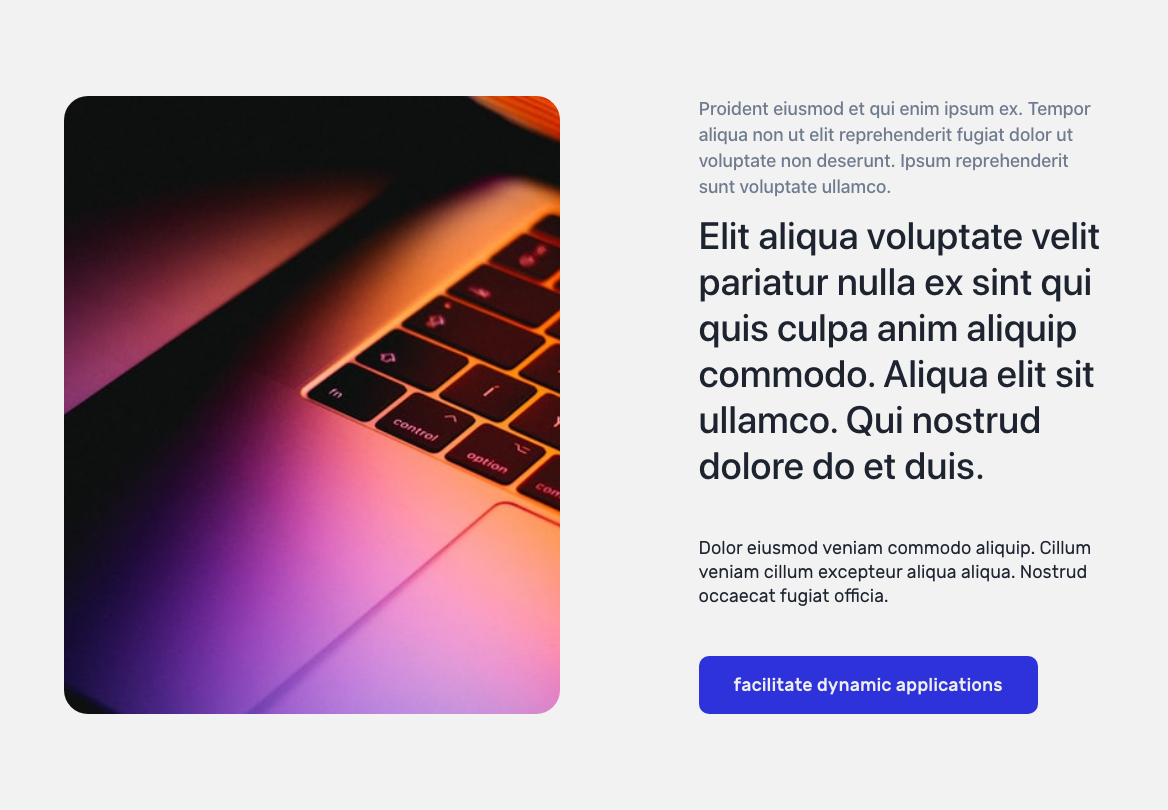 fn
control
option
Proident eiusmod et qui enim ipsum ex. Tempor
aliqua non ut elit reprehenderit fugiat dolor ut
voluptate non deserunt. Ipsum reprehenderit
sunt voluptate ullamco.
Elit aliqua voluptate velit
pariatur nulla ex sint qui
quis culpa anim aliquip
commodo. Aliqua elit sit
ullamco. Qui nostrud
dolore do et duis.
Dolor eiusmod veniam commodo aliquip. Cillum
veniam cillum excepteur aliqua aliqua. Nostrud
occaecat fugiat officia.
facilitate dynamic applications